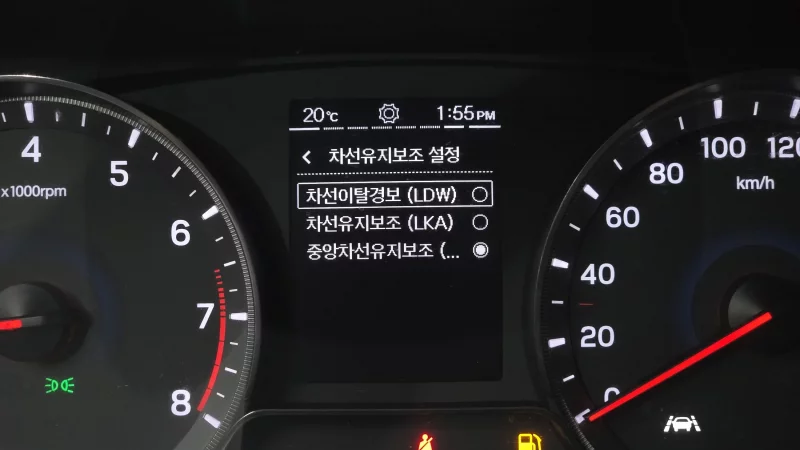 20℃ 1:55PM
차선유지보조 설정
차선이탈경보 (LDW)
차선유지보조 (LKA)
중앙차선유지보조 (...
4
5
6
7
8
x1000rpm
120
100
80
60
40
20
0
km/h